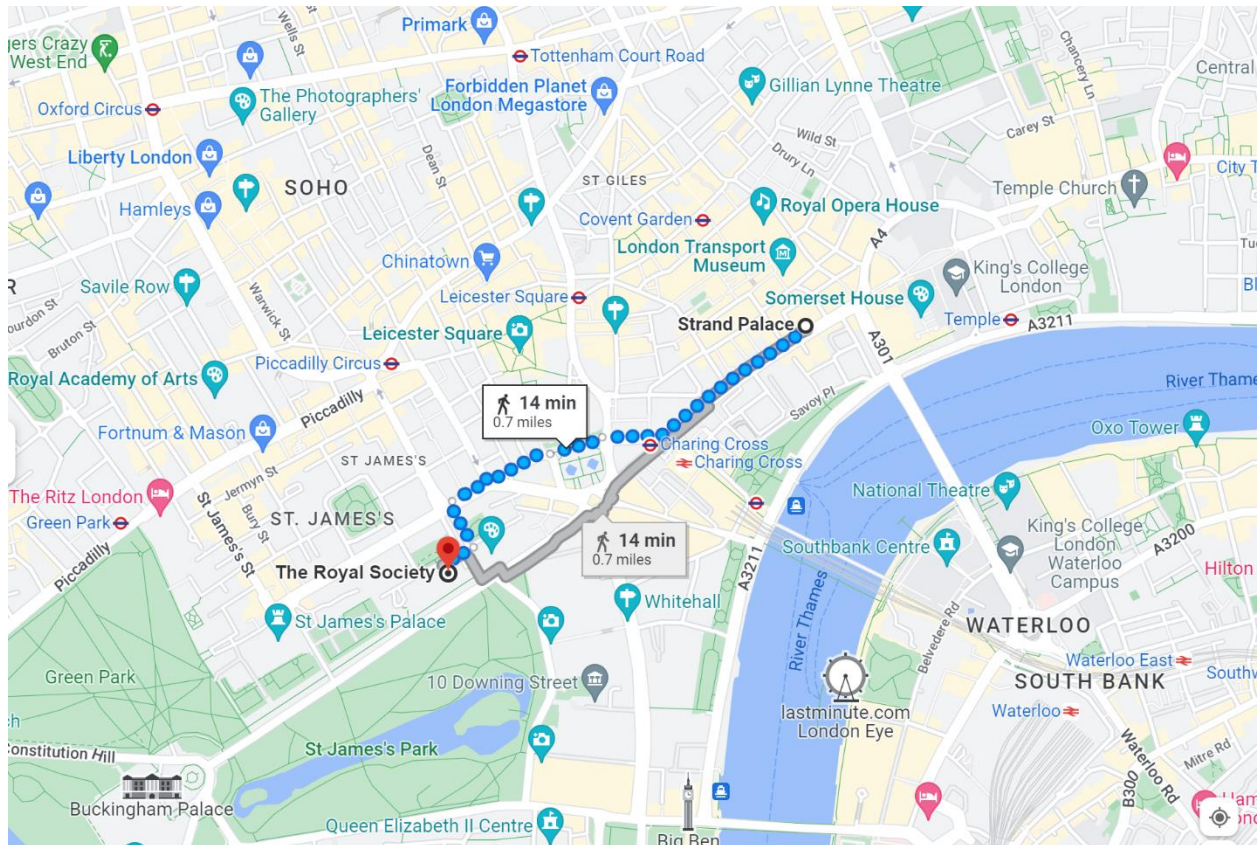 Primark
Wells St
gers Crazy
West End
Tottenham Court Road
Chancery Ln
Central
Forbidden Planet
London Megastore
Gillian Lynne Theatre
The Photographers'
Gallery
Oxford Circus
Carey St
Wild St
Drury Ln
Dean St
Liberty London
SOHO
ST GILES
City T
Temple Church
Hamleys
Covent Garden
Royal Opera House
A4
London Transport
Museum
Chinatown
King's College
London
Savile Row
Warwick St
Leicester Square
Somerset House
Temple
A3211
Bruton St
Leicester Square
Strand Palace
A301
Piccadilly Circus
Royal Academy of Arts
River Thames
Savoy Pl
14 min
0.7 miles
Piccadilly
Oxo Tower
Fortnum & Mason
Charing Cross
Charing Cross
ST JAMES'S
Jermyn St
National Theatre
The Ritz London
Bury St
St James's St
ST. JAMES'S
Green Park
King's College
London
Waterloo
Campus
A3200
14 min
0.7 miles
A3211
Southbank Centre
Hilton
Piccadilly
The Royal Society
Whitehall
St James's Palace
Belvedere Rd
WATERLOO
River Thames
Waterloo East
Southw
Green Park
10 Downing Street
SOUTH BANK
lastminute.com
London Eye
Waterloo
Constitution Hill
St James's Park
Waterloo Rd
Mitre Rd
B300
Buckingham Palace
Queen Elizabeth II Centre
Big Ben